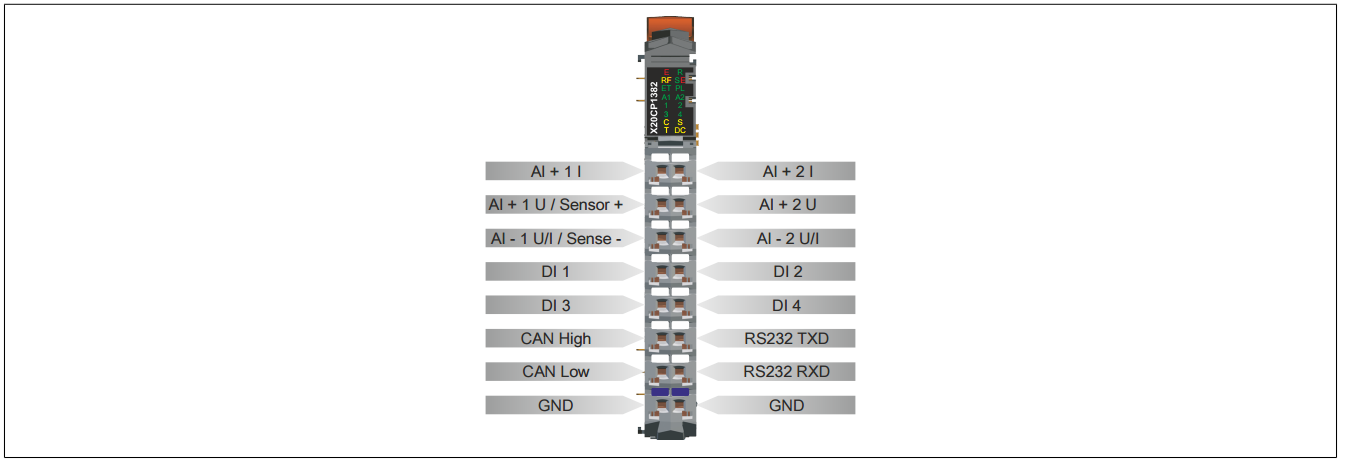 X20CP1382
E R
RF SE
ET PL
A1 A2
1 2
3 4
C S
T DC
AI + 1 I
AI + 2 I
AI + 1 U / Sensor +
AI + 2 U
AI - 1 U/I / Sense -
AI - 2 U/I
DI 1
DI 2
DI 3
DI 4
CAN High
RS232 TXD
CAN Low
RS232 RXD
GND
GND